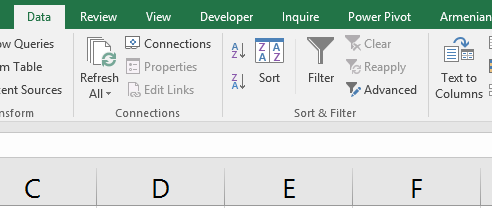 Data Review View Developer Inquire Power Pivot Armenian
ow Queries Connections Clear
m Table Properties Reapply
ent Sources Edit Links Advanced
Refresh All Sort Filter Text to Columns
nsform Connections Sort & Filter
C D E F